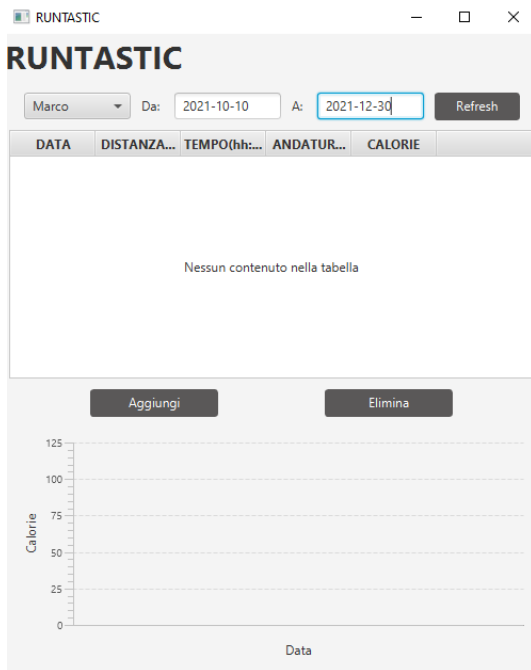 RUNTASTIC
RUNTASTIC
Marco Da: 2021-10-10 A: 2021-12-30 Refresh
DATA DISTANZA... TEMPO(hh:... ANDATUR... CALORIE
Nessun contenuto nella tabella
Aggiungi Elimina
125
100
75
50
25
0
Calorie
Data